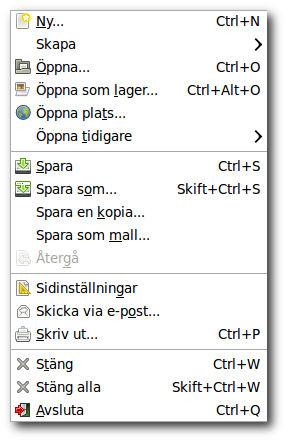 Ny... Ctrl+N
Skapa
Öppna... Ctrl+O
Öppna som lager... Ctrl+Alt+O
Öppna plats...
Öppna tidigare
Spara Ctrl+S
Spara som... Skift+Ctrl+S
Spara en kopia...
Spara som mall...
Återgå
Sidinställningar
Skicka via e-post...
Skriv ut... Ctrl+P
Stäng Ctrl+W
Stäng alla Skift+Ctrl+W
Avsluta Ctrl+Q